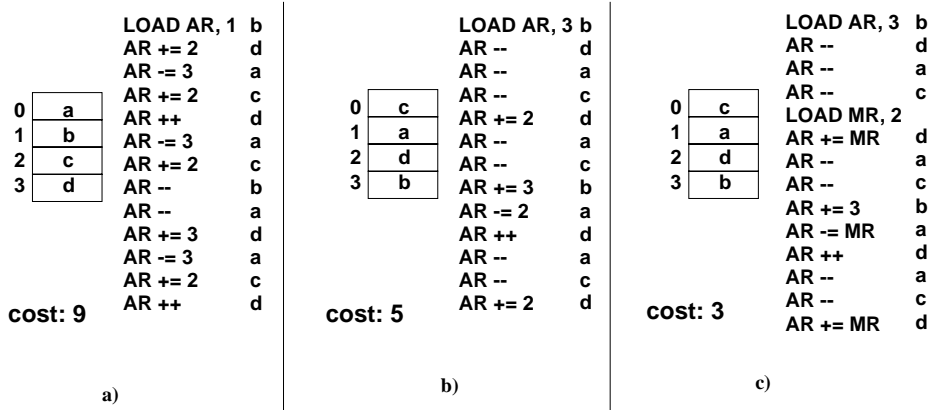 LOAD AR, 1 b
AR += 2 d
AR -= 3 a
AR += 2 c
AR ++ d
AR -= 3 a
AR += 2 c
AR -- b
AR -- a
AR += 3 d
AR -= 3 a
AR += 2 c
AR ++ d
0 a
1 b
2 c
3 d
cost: 9
a)
LOAD AR, 3 b
AR -- d
AR -- a
AR -- c
AR += 2 d
AR -- a
AR -- c
AR += 3 b
AR -= 2 a
AR ++ d
AR -- a
AR -- c
AR += 2 d
0 c
1 a
2 d
3 b
cost: 5
b)
LOAD AR, 3 b
AR -- d
AR -- a
AR -- c
LOAD MR, 2
AR += MR d
AR -- a
AR -- c
AR += 3 b
AR -= MR a
AR ++ d
AR -- a
AR -- c
AR += MR d
0 c
1 a
2 d
3 b
cost: 3
c)